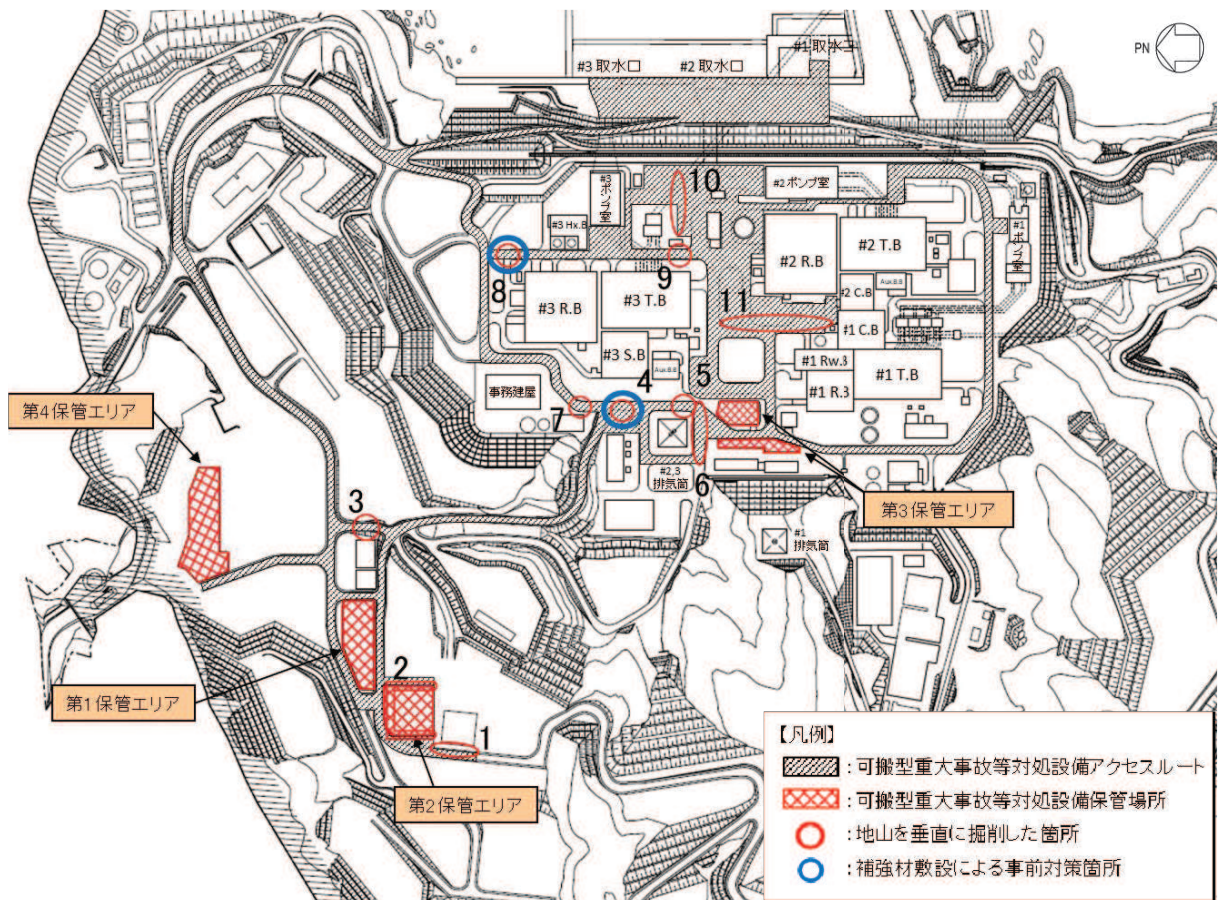 #1 取水口
#3 取水口
#2 取水口
PN
10
#3
ポンプ室
#2 ポンプ室
#3 Hx.B
#1
ポンプ室
#2 R.B
#2 T.B
8
9
#3 R.B
#3 T.B
Aux.B.B
#2 C.B
11
#1 C.B
#3 S.B
Aux.B.B
#1 Rw.B
#1 R.B
#1 T.B
4
5
事務建屋
7
第4保管エリア
#2,3
排気筒
6
第3保管エリア
3
#1
排気筒
2
第1保管エリア
1
第2保管エリア
【凡例】
:可搬型重大事故等対処設備アクセスルート
:可搬型重大事故等対処設備保管場所
:地山を垂直に掘削した箇所
:補強材敷設による事前対策箇所